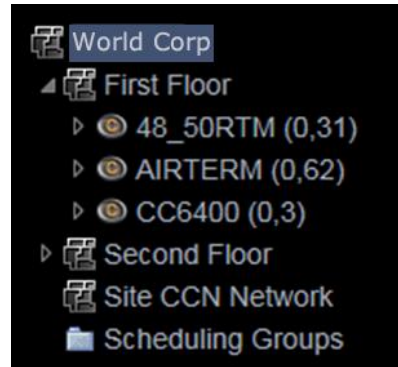 World Corp
First Floor
48_50RTM (0,31)
AIRTERM (0,62)
CC6400 (0,3)
Second Floor
Site CCN Network
Scheduling Groups